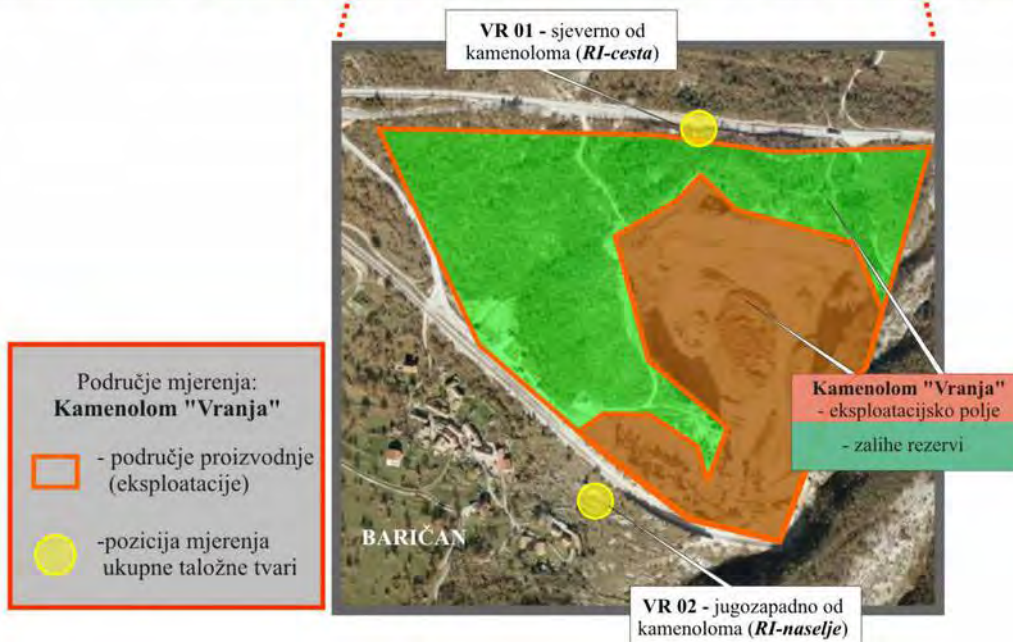 VR 01 - sjeverno od
kamenoloma (RI-cesta)
Područje mjerenja:
Kamenolom "Vranja"
- područje proizvodnje
(eksploatacije)
-pozicija mjerenja
ukupne taložne tvari
Kamenolom "Vranja"
- eksploatacijsko polje
- zalihe rezervi
BARIČAN
VR 02 - jugozapadno od
kamenoloma (RI-naselje)